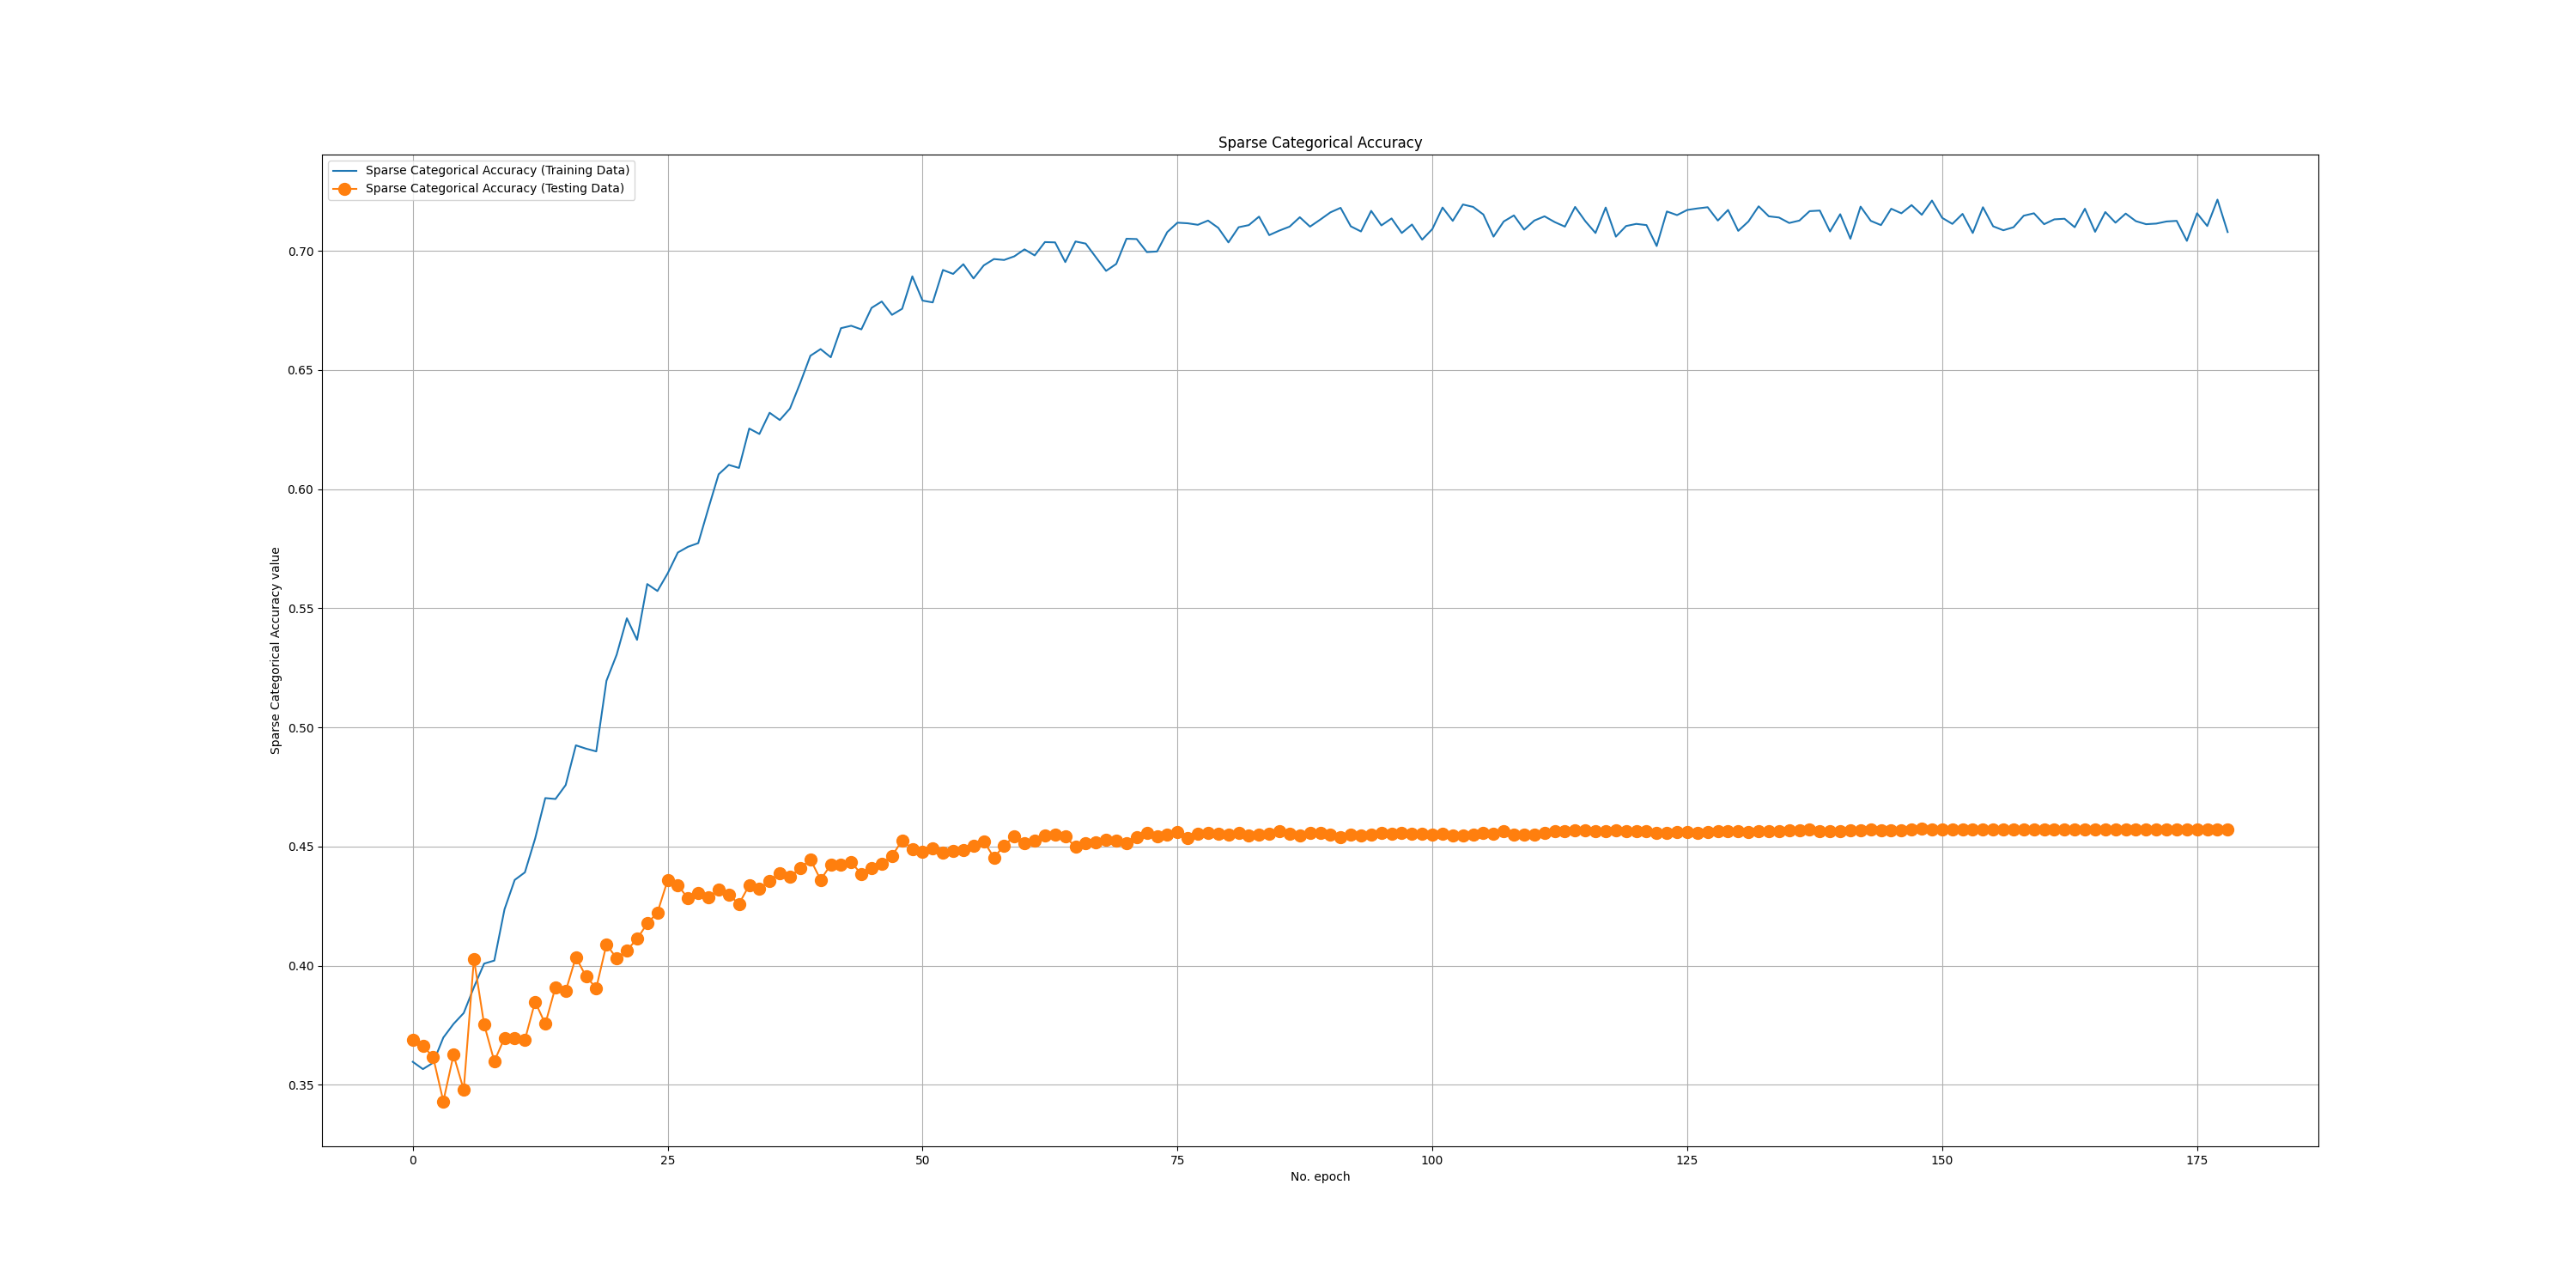 Sparse Categorical Accuracy
Sparse Categorical Accuracy (Training Data)
Sparse Categorical Accuracy (Testing Data)
Sparse Categorical Accuracy value
0.70
0.65
0.60
0.55
0.50
0.45
0.40
0.35
0 25 50 75 100 125 150 175
No. epoch